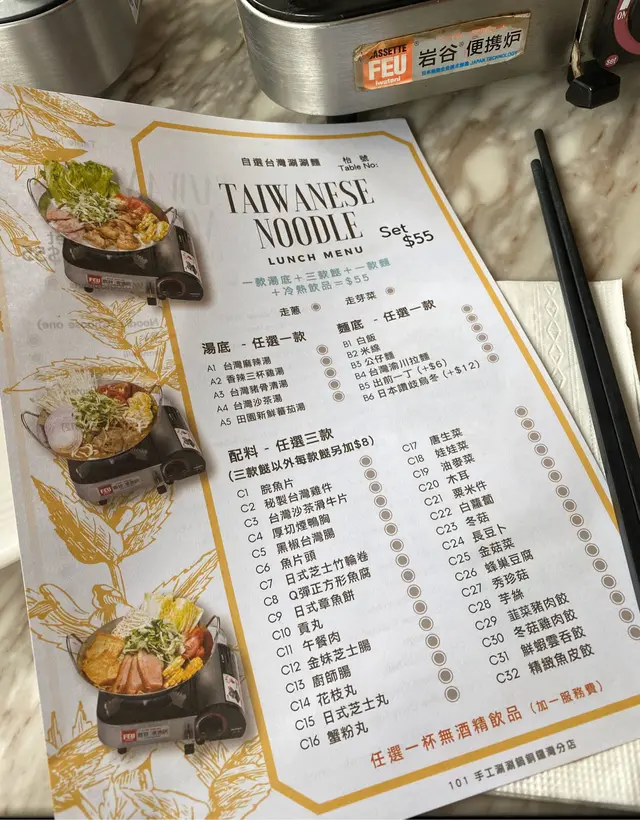 CASSETTE
FEU
Iwatani
岩谷®便携炉
日本岩谷 JAPAN TECHNOLOGY
ON
自選台灣涮涮麵
枱 號
Table No:
TAIWANESE
NOODLE
LUNCH MENU
Set
$55
一款湯底+三款餸+一款麵
+冷熱飲品=$55
走蔥 走芽菜
湯底 - 任選一款
A1 台灣麻辣湯
A2 香辣三杯雞湯
A3 台灣豬骨清湯
A4 台灣沙茶湯
A5 田園新鮮蕃茄湯
麵底 - 任選一款
B1 白飯
B2 米線
B3 公仔麵
B4 台灣渝川拉麵
B5 出前一丁(+$6)
B6 日本讚歧烏冬(+$12)
配料 - 任選三款
(三款餸以外每款餸另加$8)
C1 脘魚片
C2 秘製台灣雞件
C3 台灣沙茶滑牛片
C4 厚切煙鴨胸
C5 黑椒台灣腸
C6 魚片頭
C7 日式芝士竹輪卷
C8 Q彈正方形魚腐
C9 日式章魚餅
C10 貢丸
C11 午餐肉
C12 金妹芝士腸
C13 廚師腸
C14 花枝丸
C15 日式芝士丸
C16 蟹粉丸
C17 唐生菜
C18 娃娃菜
C19 油麥菜
C20 木耳
C21 粟米件
C22 白蘿蔔
C23 冬菇
C24 長豆卜
C25 金菇菜
C26 蜂巢豆腐
C27 秀珍菇
C28 芋絲
C29 韮菜豬肉餃
C30 冬菇雞肉餃
C31 鮮蝦雲吞餃
C32 精緻魚皮餃
任選一杯無酒精飲品(加一服務費)
101 手工涮涮鍋銅鑼灣分店